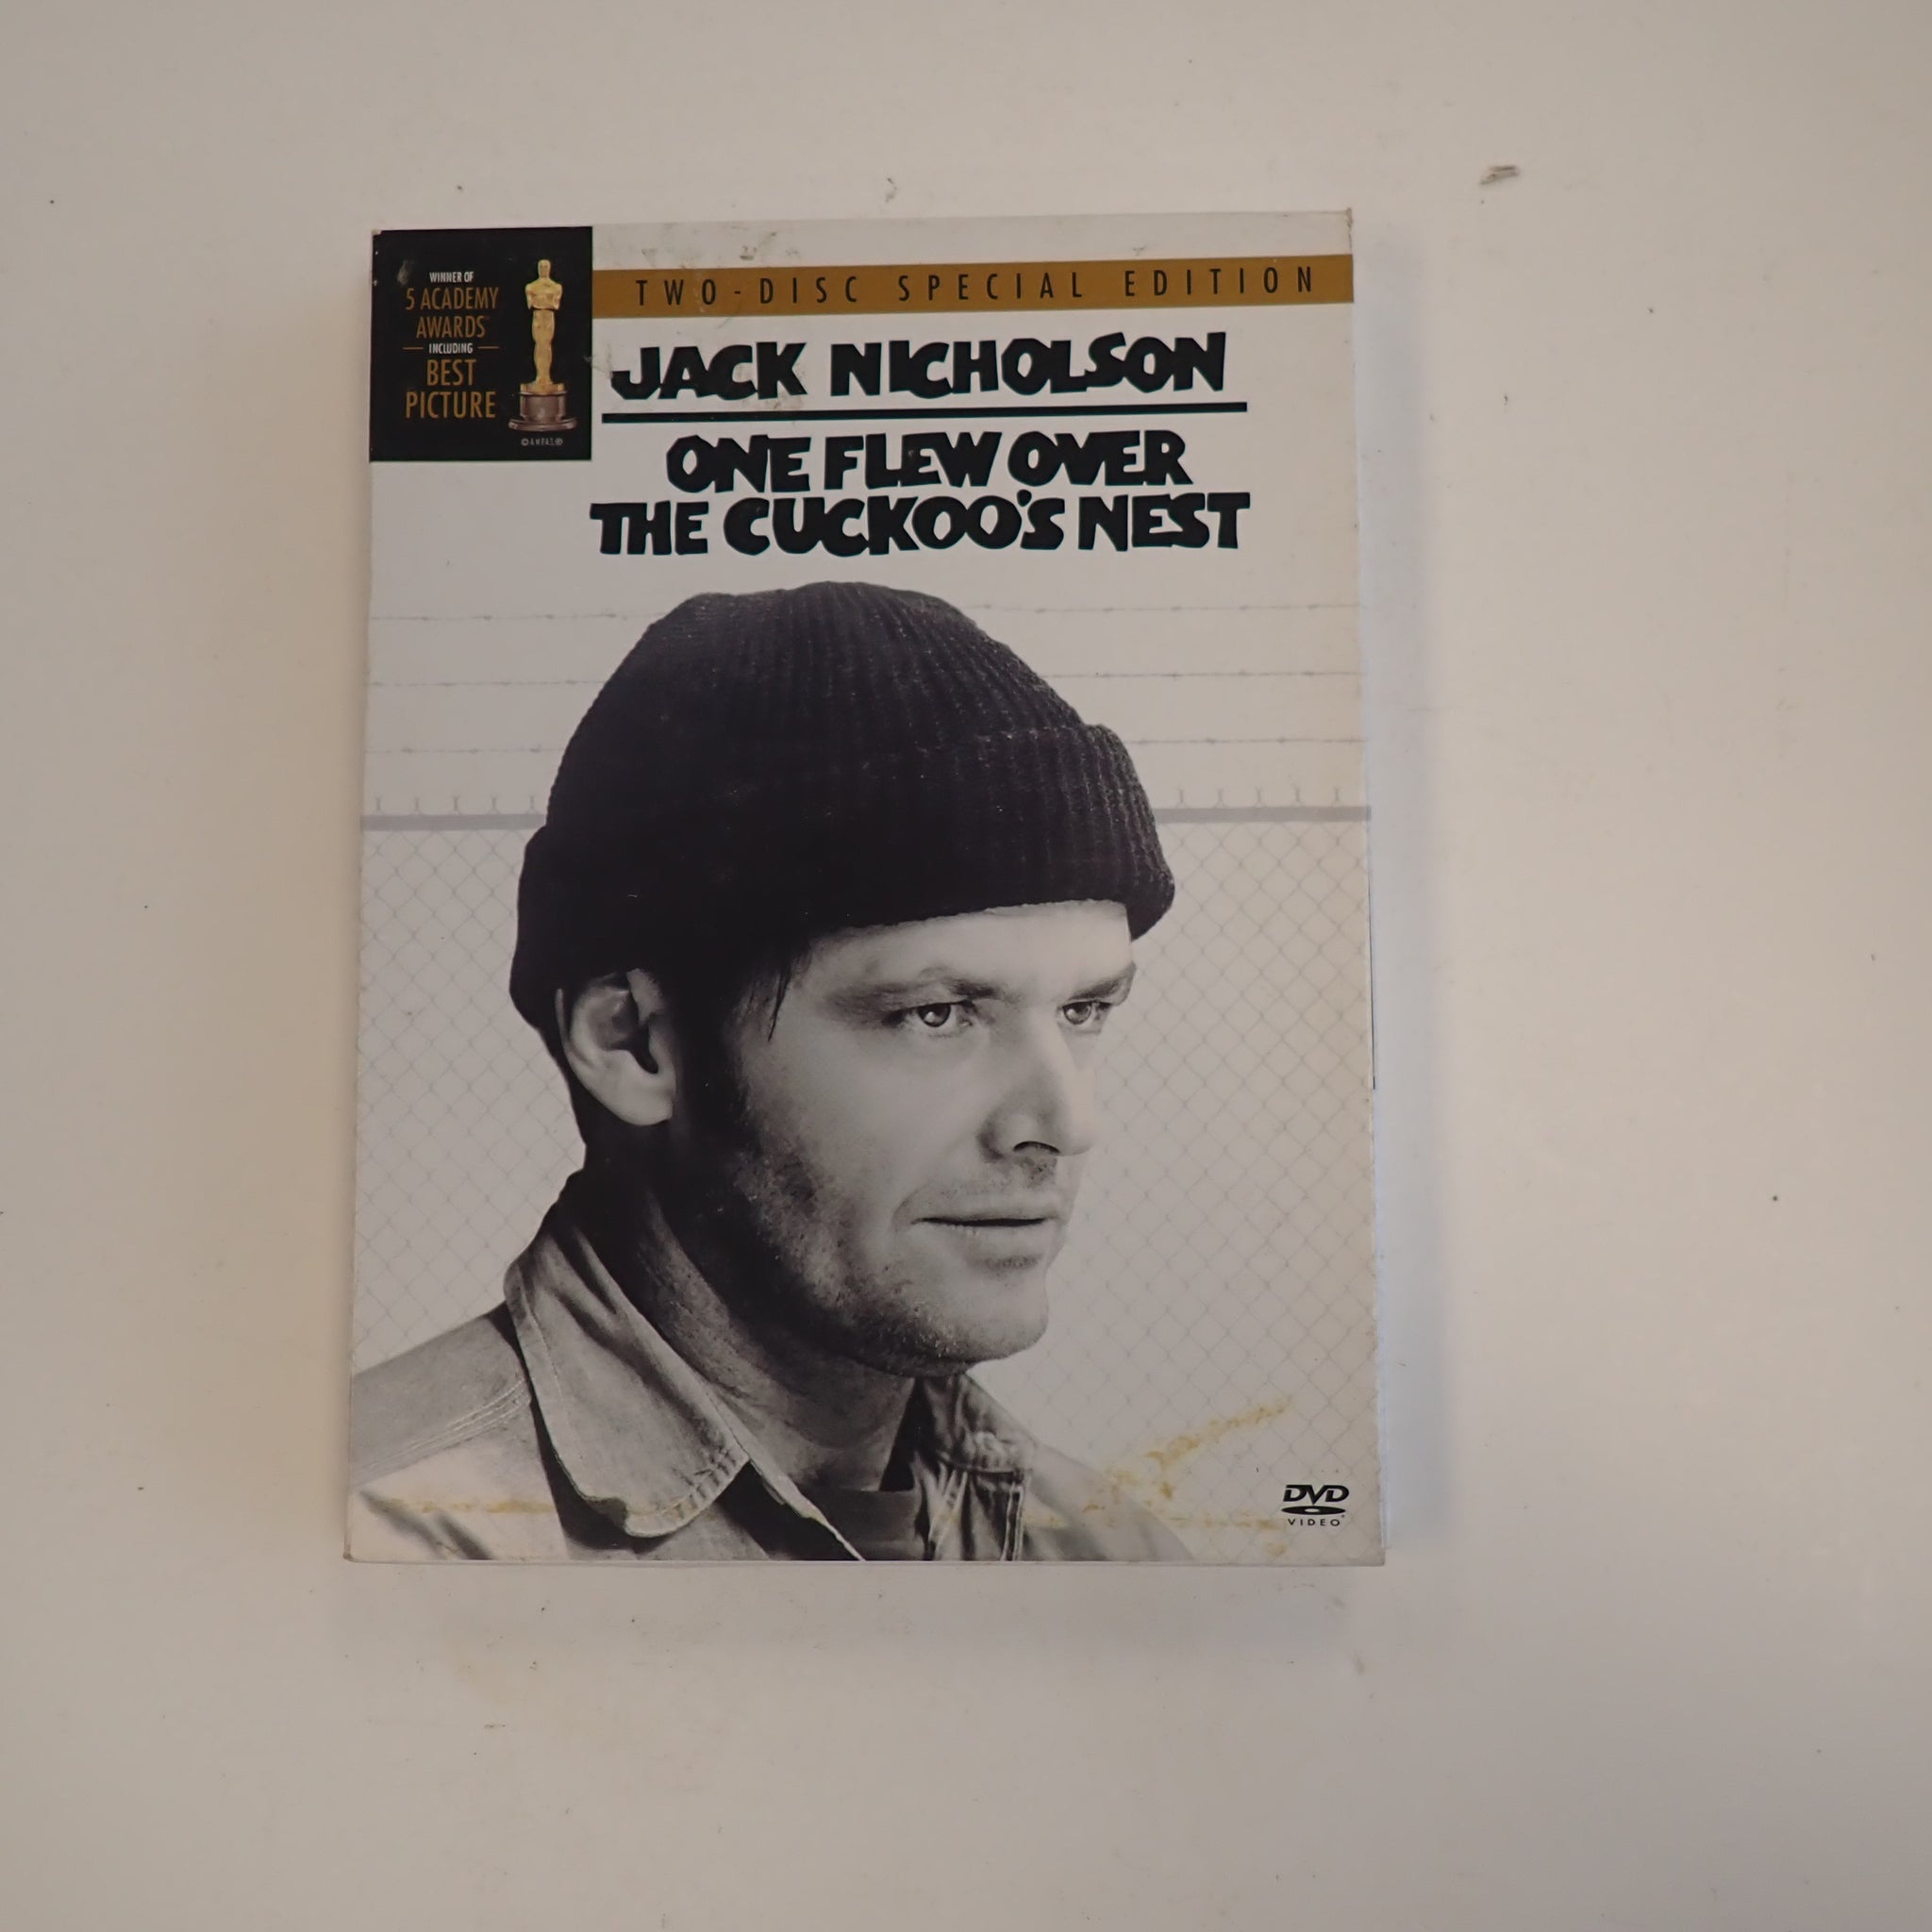 WINNER OF
5 ACADEMY
AWARDS®
INCLUDING
BEST
PICTURE
©A.M.P.A.S.®
TWO-DISC SPECIAL EDITION
JACK NICHOLSON
ONE FLEW OVER
THE CUCKOO'S NEST
DVD
VIDEO